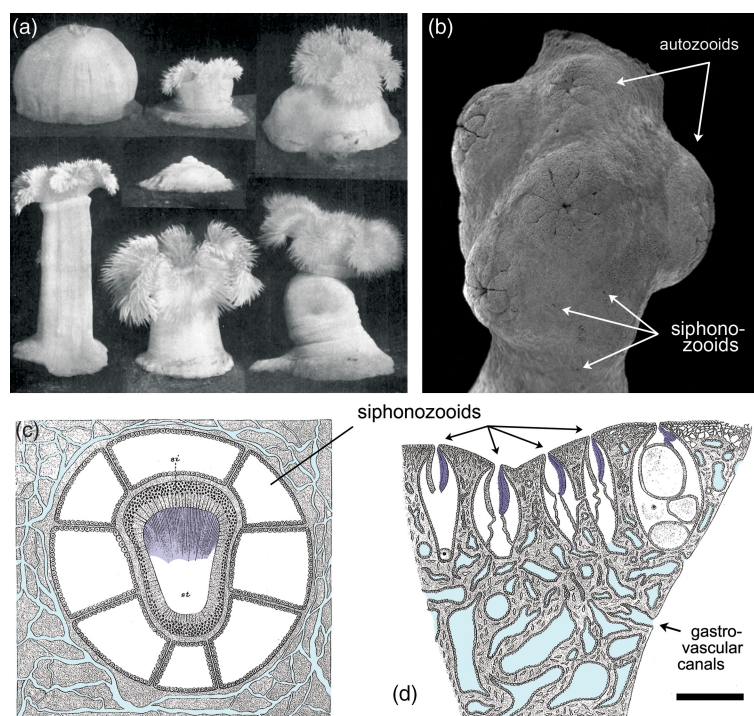 (a)
(b)
autozooids
siphono-
zooids
(c)
siphonozooids
si
st
gastro-
vascular
canals
(d)